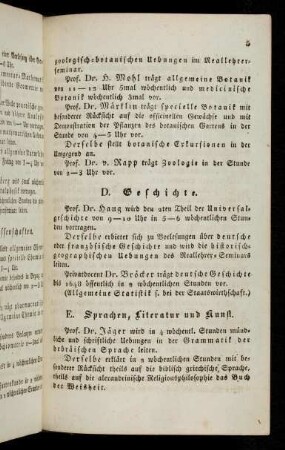 5
zoologisch-botanischen Uebungen im Reallehrer-
seminar.
Prof. Dr. H. Mohl trägt allgemeine Botanik
von 11—12 Uhr 5mal wöchentlich und medicinische
Botanik wöchentlich 3mal vor.
Prof. Dr. Märklin trägt specielle Botanik mit
besonderer Rücksicht auf die officinellen Gewächse und mit
Demonstration der Pflanzen des botanischen Gartens in der
Stunde von 4—5 Uhr vor.
Derselbe stellt botanische Exkursionen in der
Umgegend an.
Prof. Dr. v. Rapp trägt Zoologie in der Stunde
von 2—3 Uhr vor.
D. Geschichte.
Prof. Dr. Haug wird den 2ten Theil der Universal-
geschichte von 9—10 Uhr in 5—6 wöchentlichen Stun-
den vortragen.
Derselbe erbietet sich zu Vorlesungen über deutsche
oder französische Geschichte und wird die historisch-
geographischen Uebungen des Reallehrer-Seminars
leiten.
Privatdocent Dr. Bröcker trägt deutsche Geschichte
bis 1648 öffentlich in 2 wöchentlichen Stunden vor.
(Allgemeine Statistik s. bei der Staatswirthschaft.)
E. Sprachen, Literatur und Kunst.
Prof. Dr. Jäger wird in 4 wöchentl. Stunden münd-
liche und schriftliche Uebungen in der Grammatik der
hebräischen Sprache leiten.
Derselbe erklärt in 2 wöchentlichen Stunden mit be-
sonderer Rücksicht theils auf die biblisch griechische Sprache,
theils auf die alexandrinische Religionsphilosophie das Buch
der Weisheit.